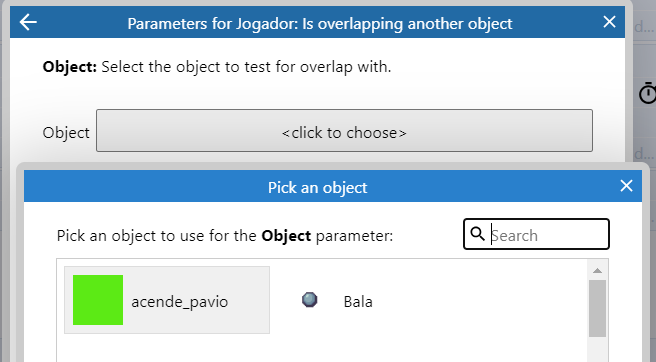 Parameters for Jogador: Is overlapping another object
d...
Object: Select the object to test for overlap with.
Object <click to choose>
d...
Pick an object
Pick an object to use for the Object parameter: Search
acende_pavio Bala